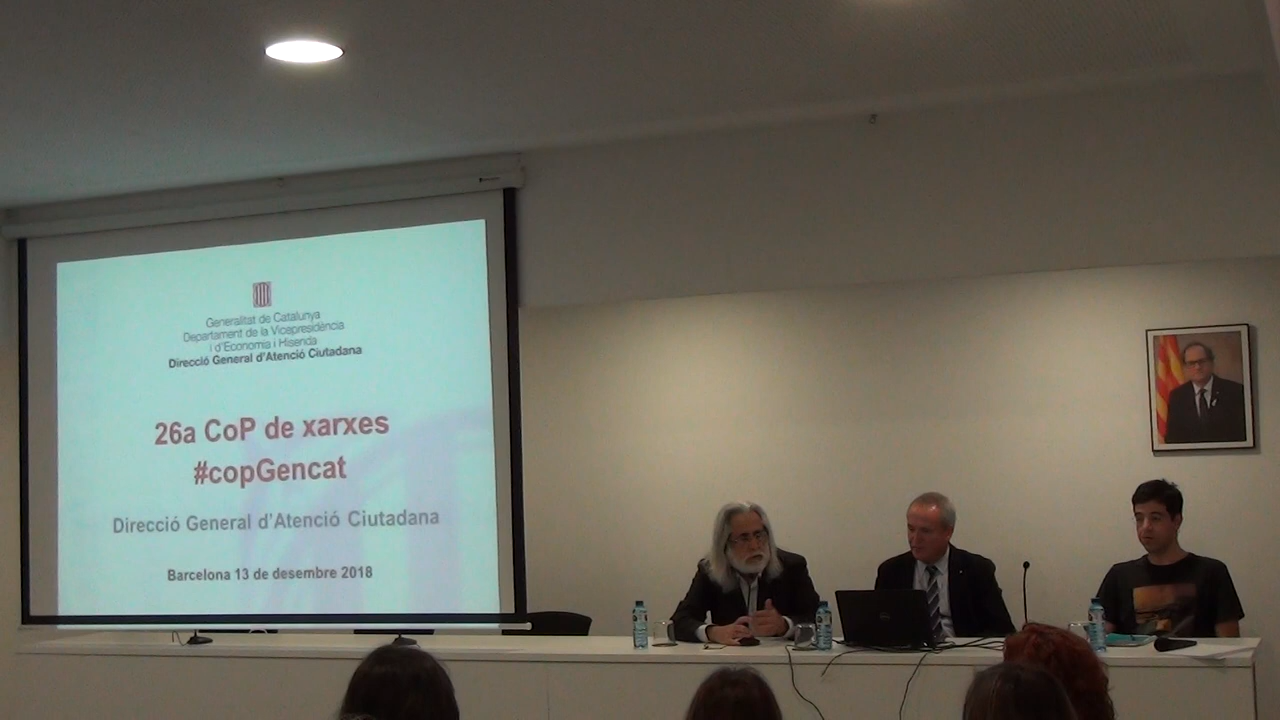 Generalitat de Catalunya
Departament de la Vicepresidència
i d'Economia i Hisenda
Direcció General d'Atenció Ciutadana
26a CoP de xarxes
#copGencat
Direcció General d'Atenció Ciutadana
Barcelona 13 de desembre 2018